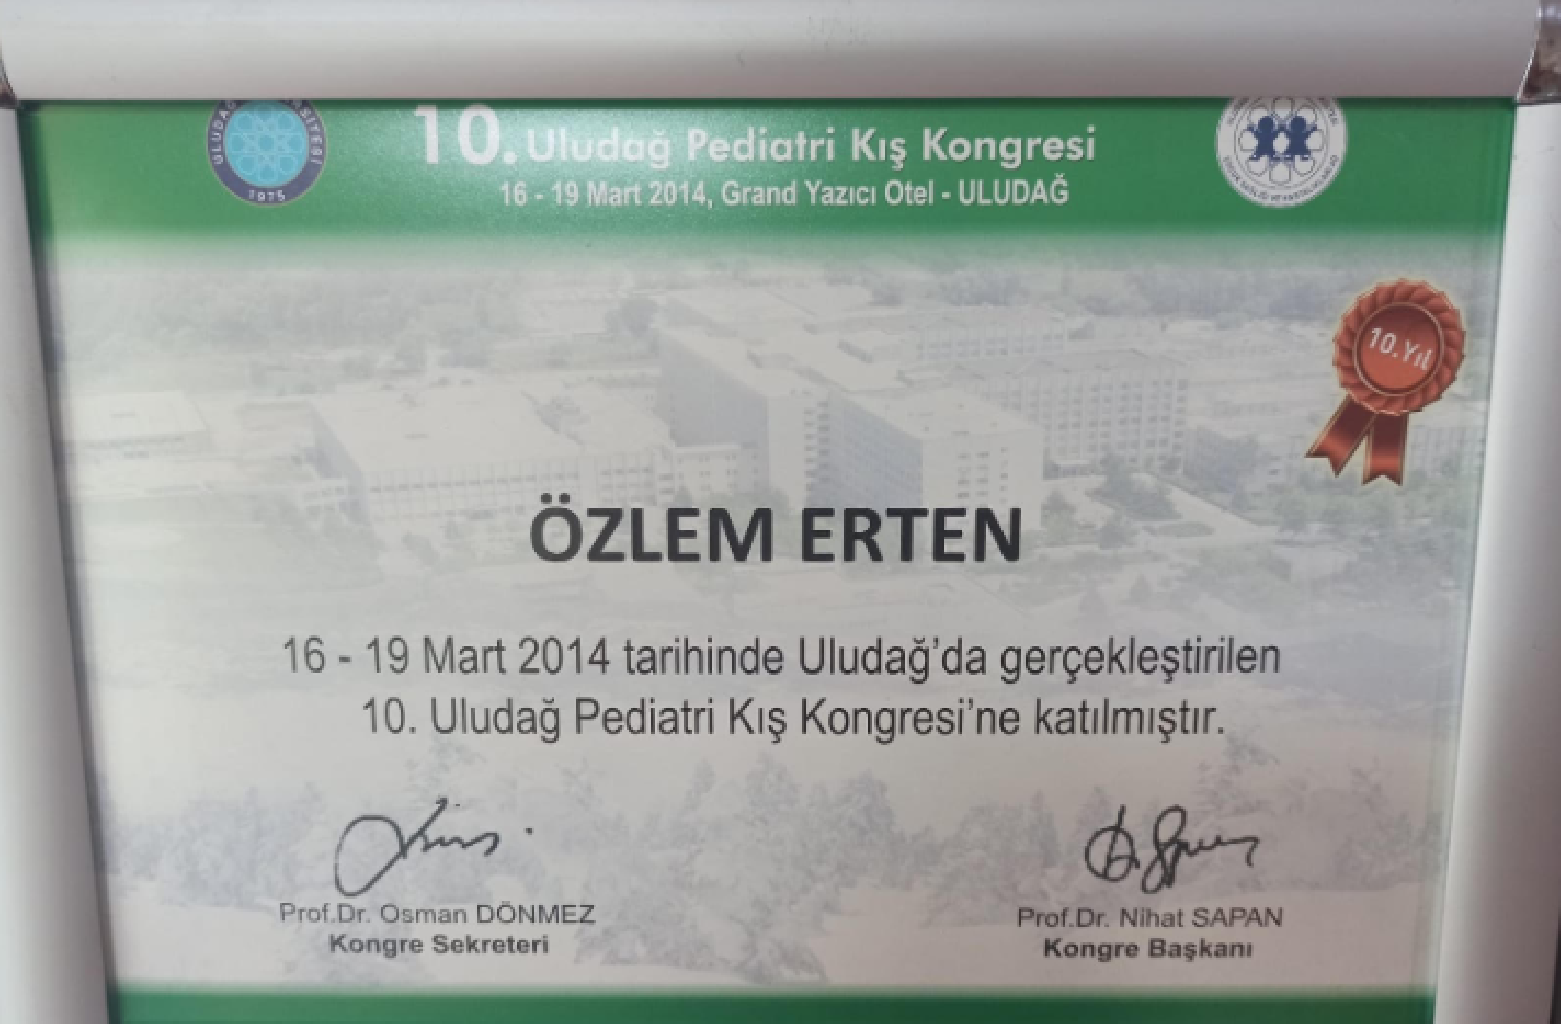 10. Uludağ Pediatri Kış Kongresi
16 - 19 Mart 2014, Grand Yazıcı Otel - ULUDAĞ
1975
10.Yıl
ÖZLEM ERTEN
16 - 19 Mart 2014 tarihinde Uludağ'da gerçekleştirilen
10. Uludağ Pediatri Kış Kongresi'ne katılmıştır.
Prof.Dr. Osman DÖNMEZ
Kongre Sekreteri
Prof.Dr. Nihat SAPAN
Kongre Başkanı